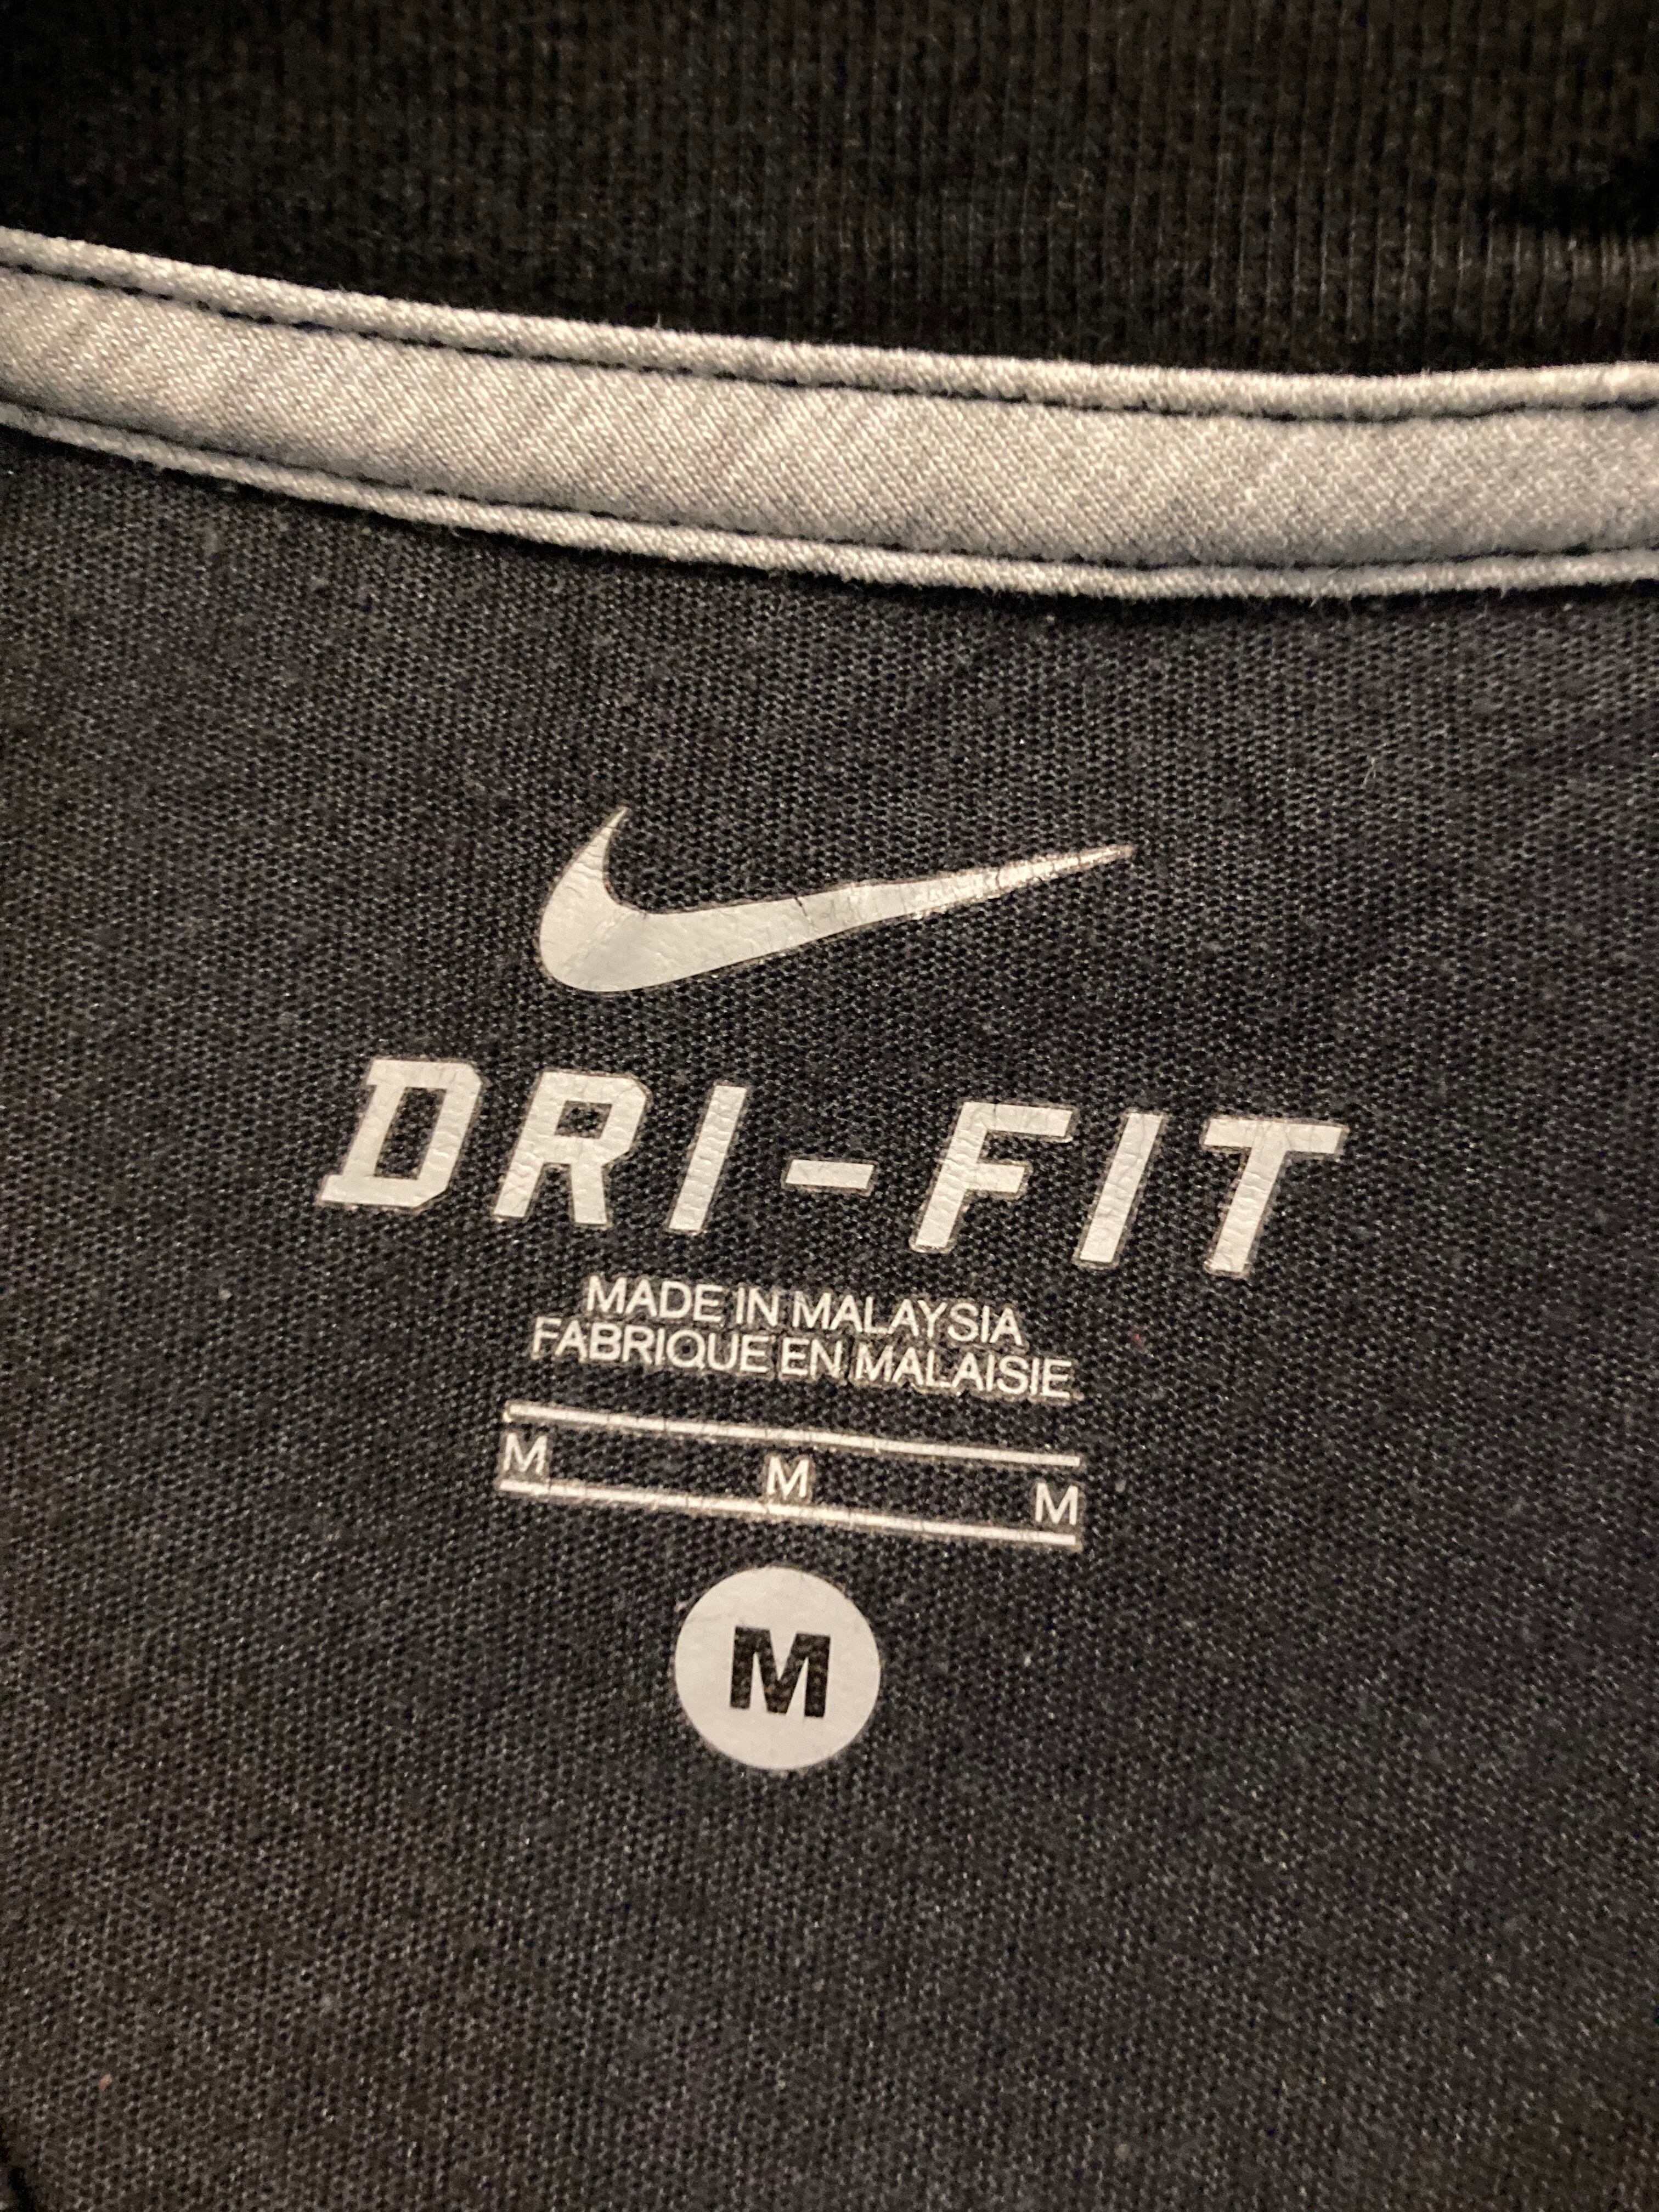 DRI-FIT
MADE IN MALAYSIA
FABRIQUE EN MALAISIE
M M M
M